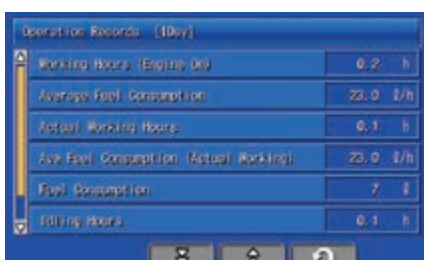 Operation Records [1Day]
Working Hours (Engine On) 0.2 h
Average Fuel Consumption 23.0 ℓ/h
Actual Working Hours 0.1 h
Ave Fuel Consumption (Actual Working) 23.0 ℓ/h
Fuel Consumption 7 ℓ
Idling Hours 0.1 h